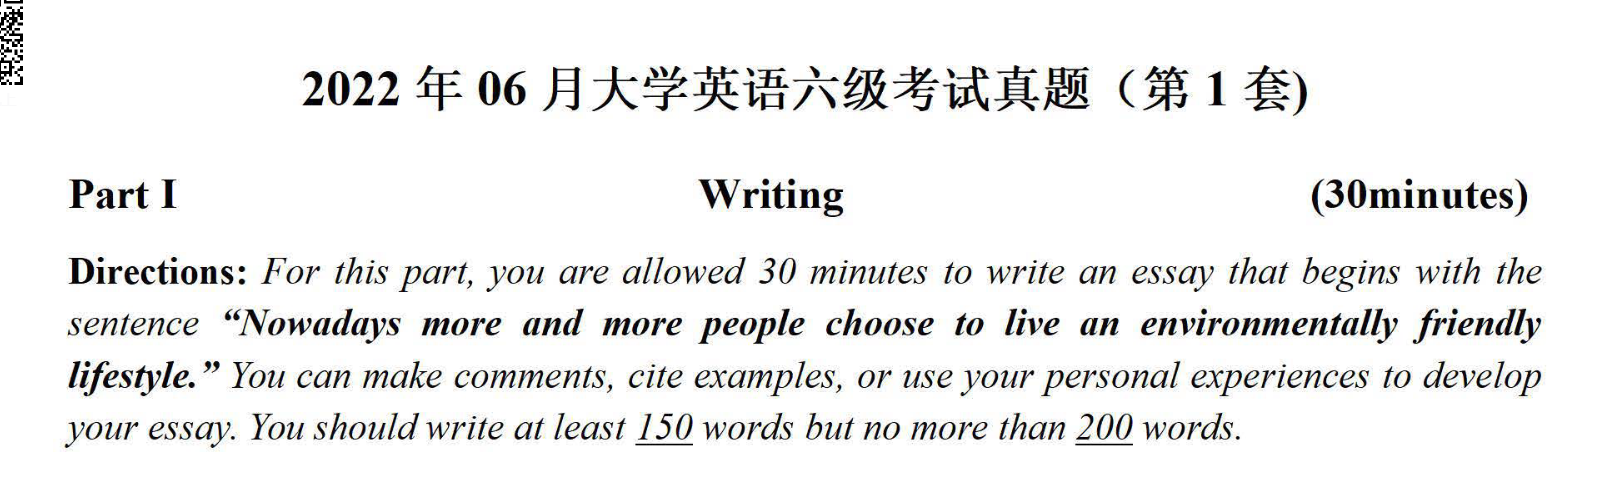 2022 年 06 月大学英语六级考试真题（第 1 套)
Part I Writing (30minutes)
Directions: For this part, you are allowed 30 minutes to write an essay that begins with the
sentence “Nowadays more and more people choose to live an environmentally friendly
lifestyle.” You can make comments, cite examples, or use your personal experiences to develop
your essay. You should write at least 150 words but no more than 200 words.